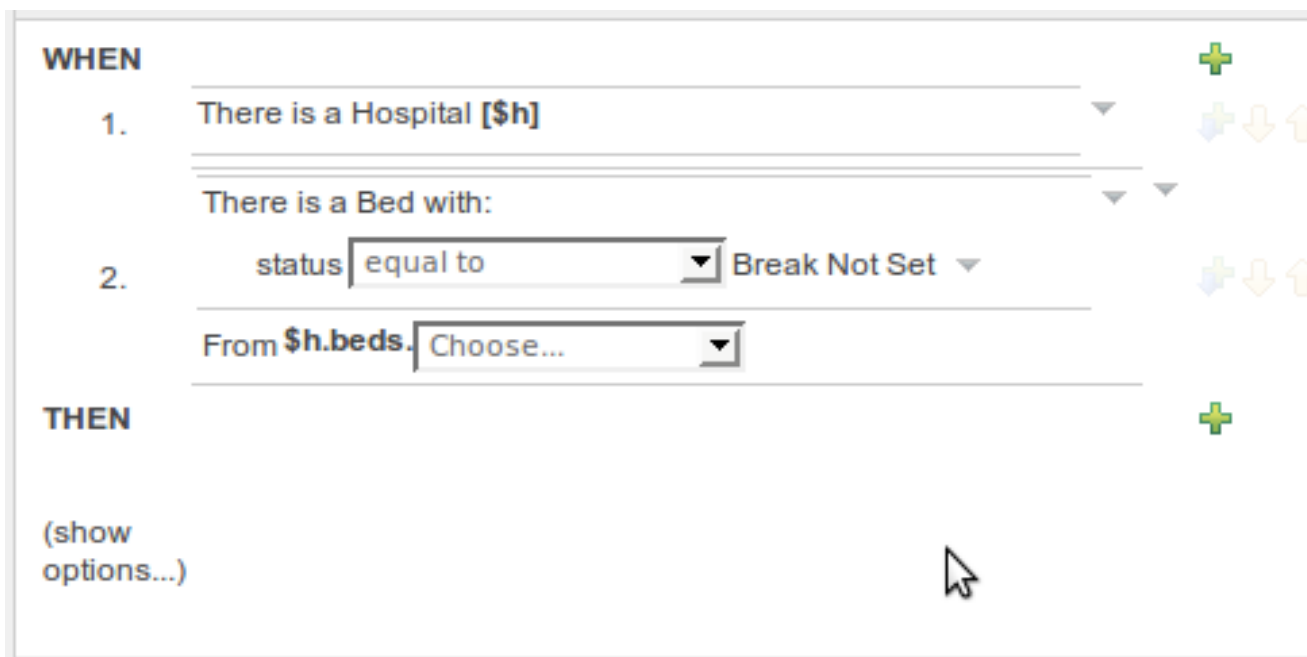 WHEN
1. There is a Hospital [$h]
There is a Bed with:
2. status equal to Break Not Set
From $h.beds. Choose...
THEN
(show
options...)